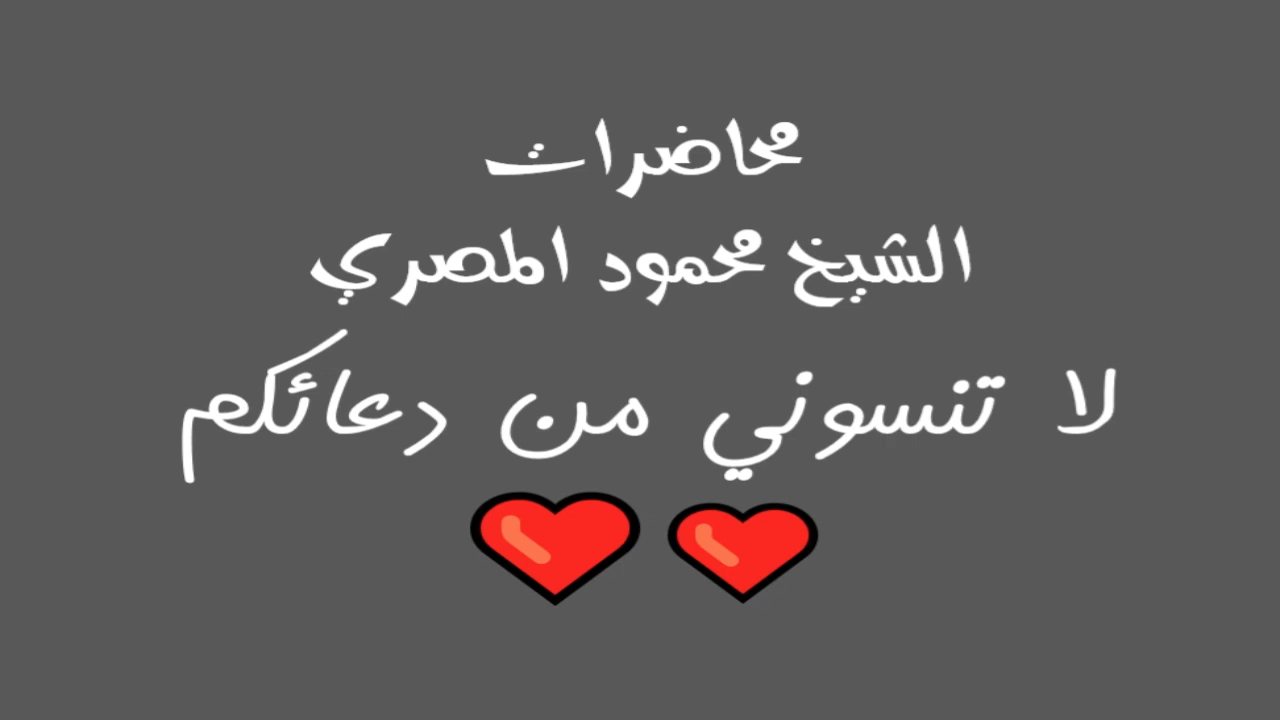 محاضرات
الشيخ محمود المصري
لا تنسوني من دعائكم